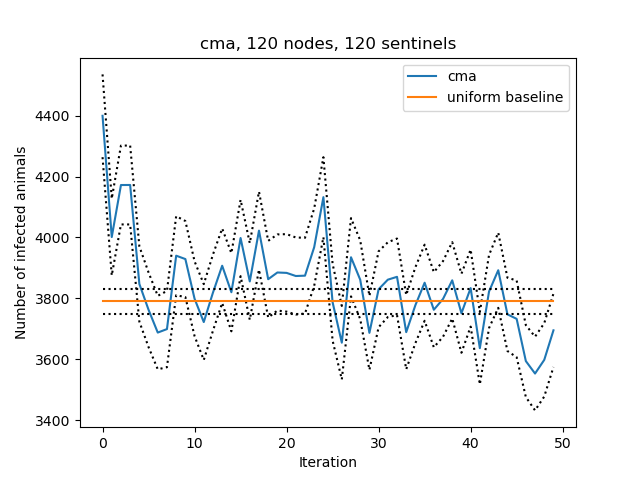 cma, 120 nodes, 120 sentinels
cma
uniform baseline
Number of infected animals
4400
4200
4000
3800
3600
3400
0 10 20 30 40 50
Iteration